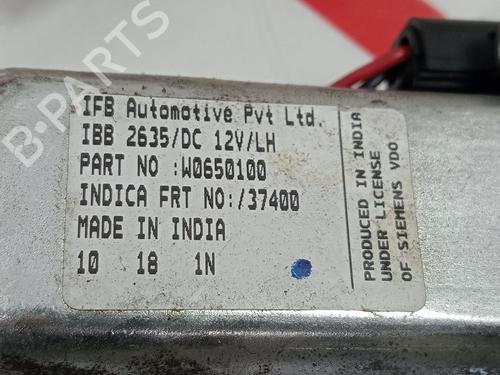 B-PARTS
IFB Automotive Pvt Ltd.
IBB 2635/DC 12V/LH
PART NO :W0650100
INDICA FRT NO:/37400
MADE IN INDIA
10 18 1N
PRODUCED IN INDIA
UNDER LICENSE
OF SIEMENS VDO.